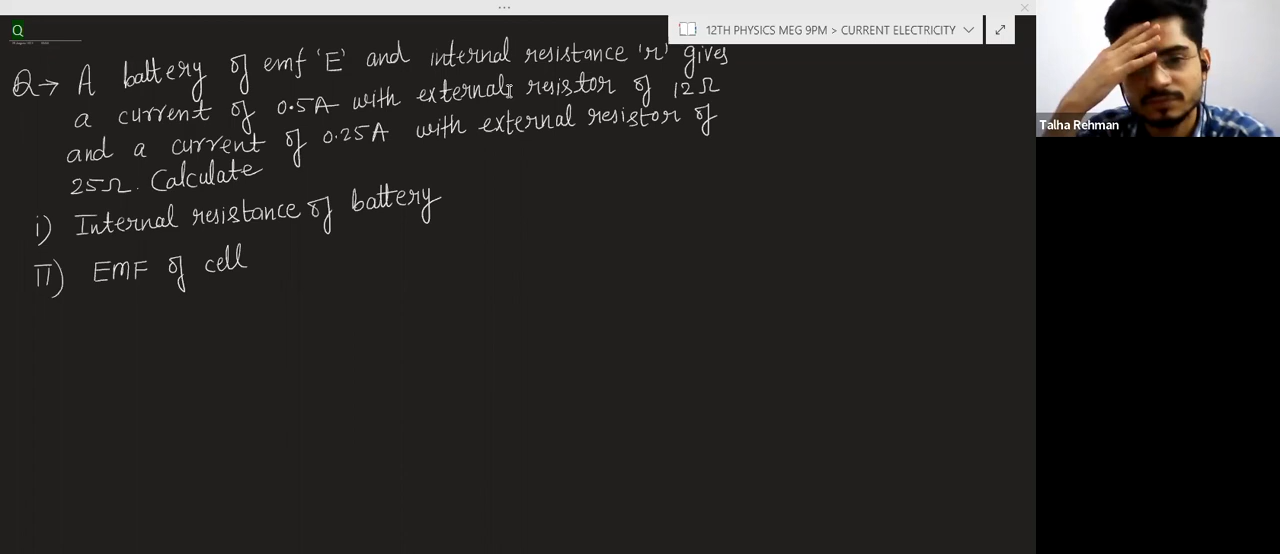 12TH PHYSICS MEG 9PM > CURRENT ELECTRICITY
Q
Q→ A battery of emf 'E' and internal resistance 'r' gives
a current of 0.5A with external resistor of 12Ω
and a current of 0.25A with external resistor of
25Ω. Calculate
i) Internal resistance of battery
II) EMF of cell
Talha Rehman